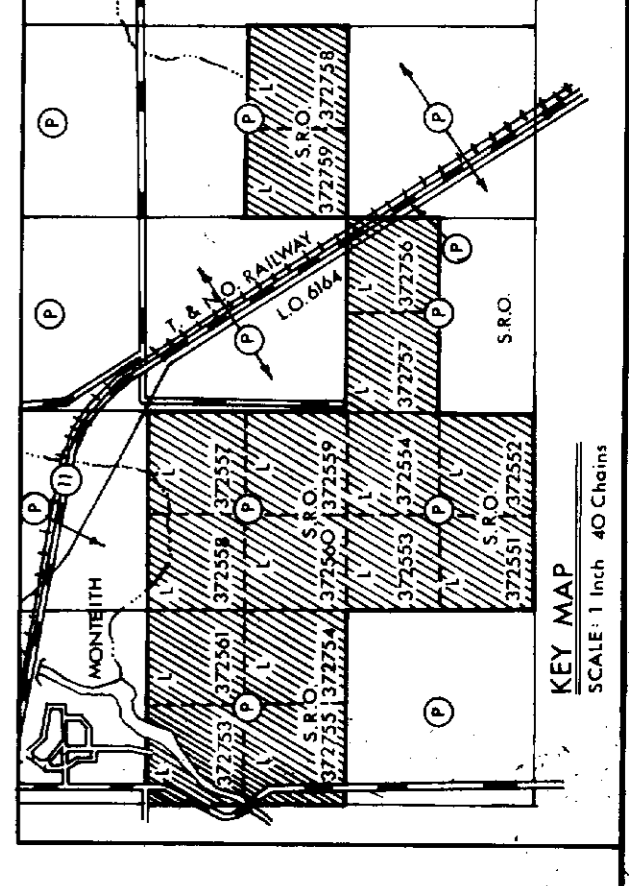 P P P
11
MONTEITH
L L L L
T. & N.O. RAILWAY
372753 372561 372558 372557
P P P P
L L L L L L
L.O. 6164
S.R.O. S.R.O. S.R.O.
372755 372754 372560 372559 372759 372758
L L L L
372553 372554 372757 372756
P P P P
P
L L
S.R.O. S.R.O.
372551 372552
KEY MAP
SCALE: 1 Inch 40 Chains